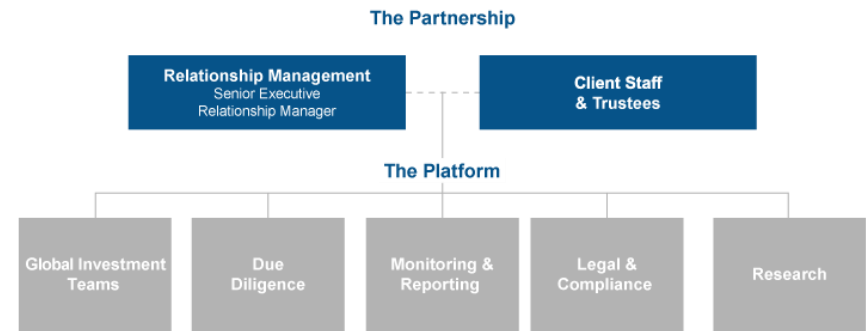 The Partnership
Relationship Management
Senior Executive
Relationship Manager
Client Staff
& Trustees
The Platform
Global Investment
Teams
Due
Diligence
Monitoring &
Reporting
Legal &
Compliance
Research